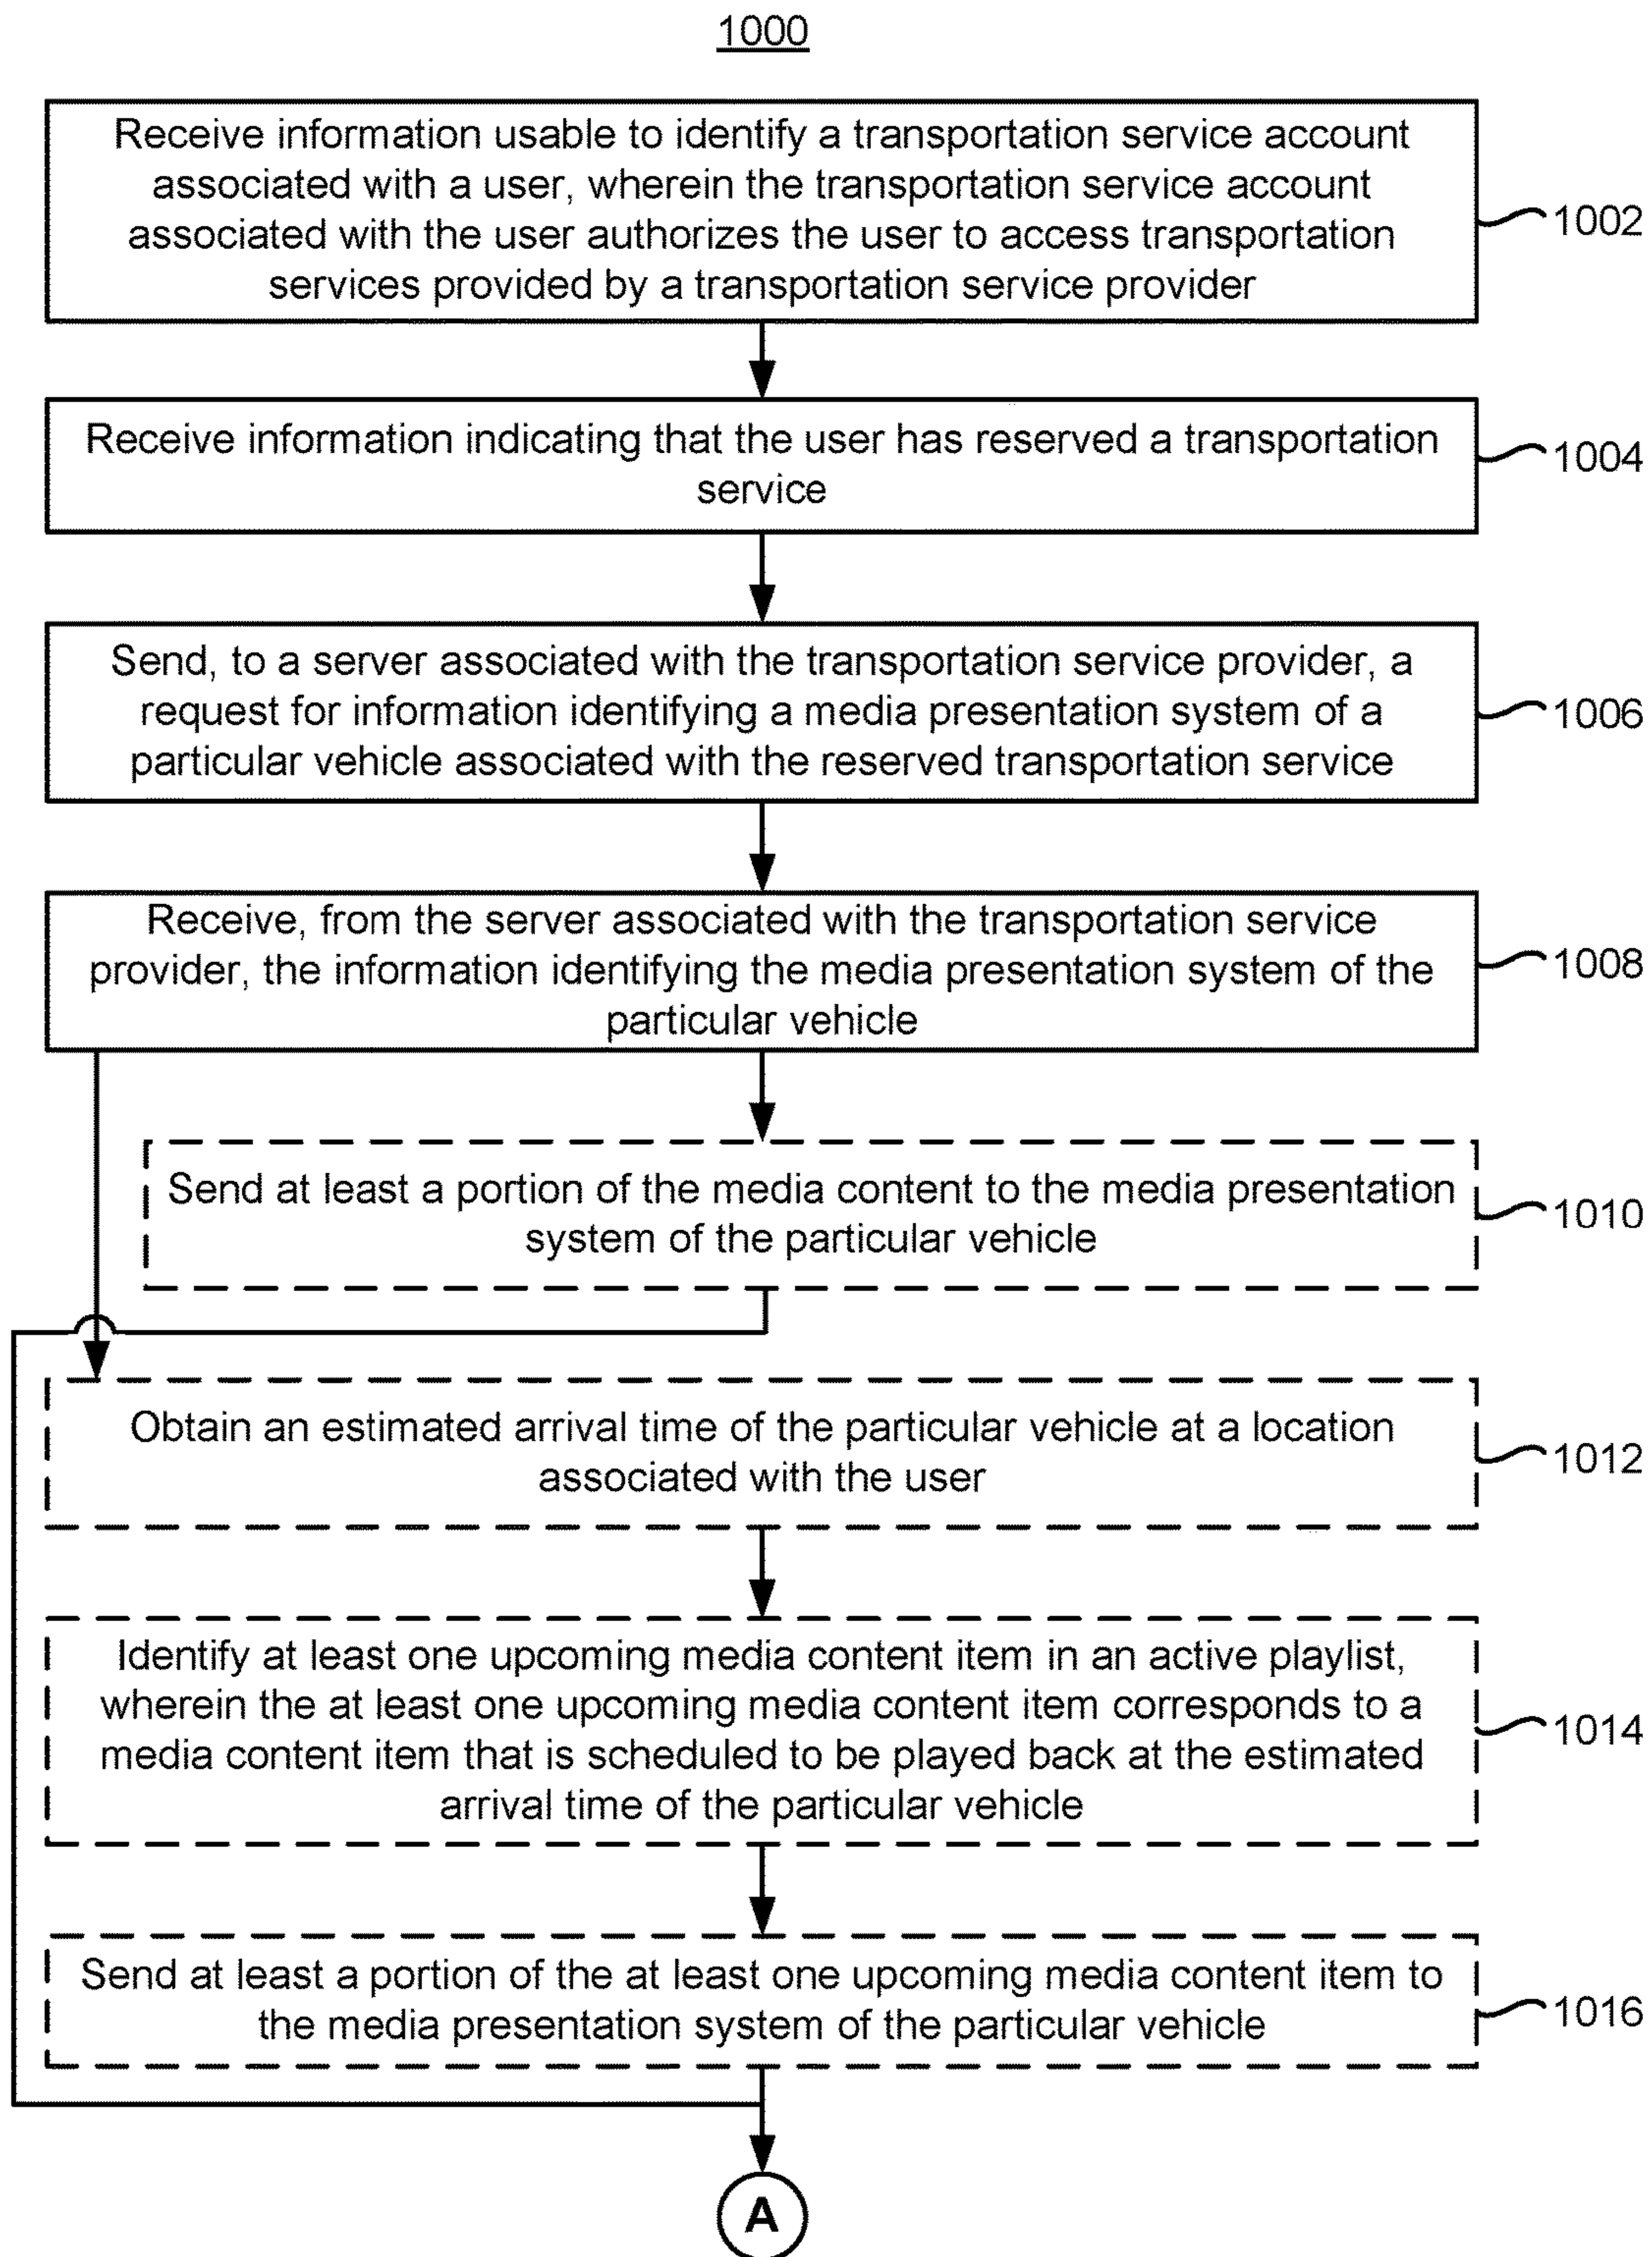 1000
Receive information usable to identify a transportation service account
associated with a user, wherein the transportation service account
associated with the user authorizes the user to access transportation
services provided by a transportation service provider
1002
Receive information indicating that the user has reserved a transportation
service
1004
Send, to a server associated with the transportation service provider, a
request for information identifying a media presentation system of a
particular vehicle associated with the reserved transportation service
1006
Receive, from the server associated with the transportation service
provider, the information identifying the media presentation system of the
particular vehicle
1008
Send at least a portion of the media content to the media presentation
system of the particular vehicle
1010
Obtain an estimated arrival time of the particular vehicle at a location
associated with the user
1012
Identify at least one upcoming media content item in an active playlist,
wherein the at least one upcoming media content item corresponds to a
media content item that is scheduled to be played back at the estimated
arrival time of the particular vehicle
1014
Send at least a portion of the at least one upcoming media content item to
the media presentation system of the particular vehicle
1016
A